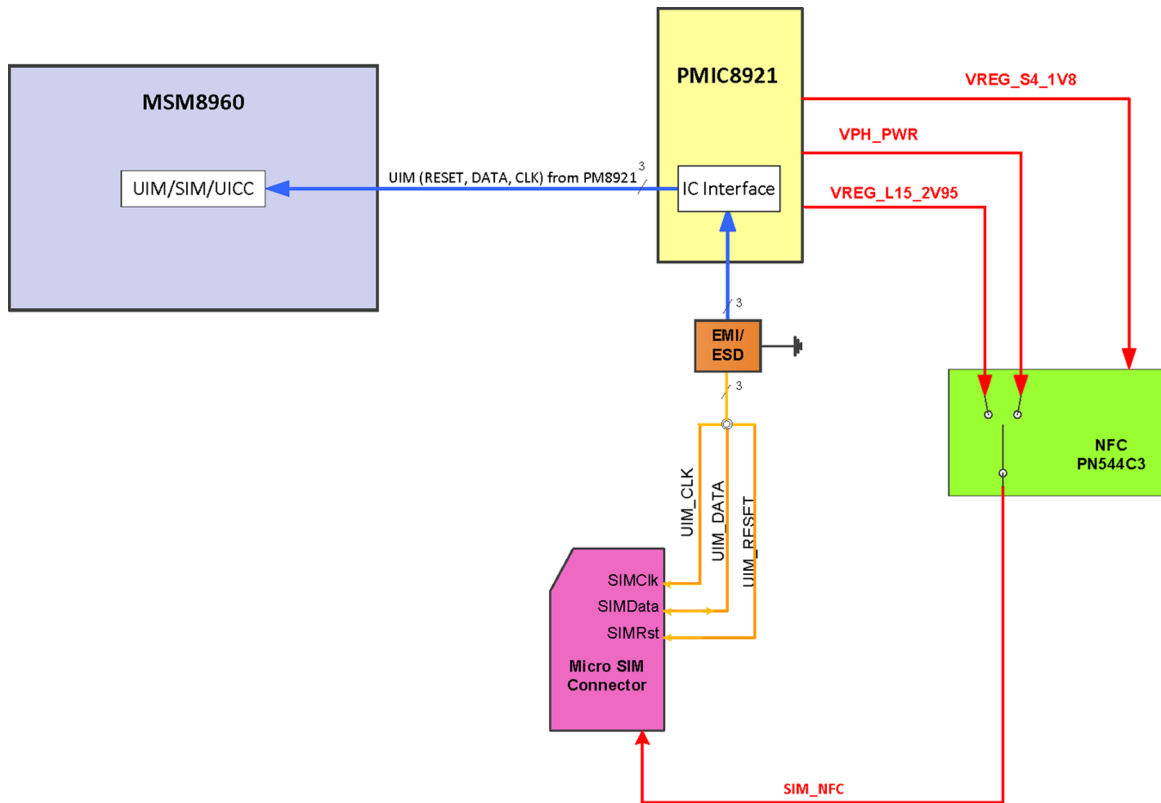 MSM8960
UIM/SIM/UICC
UIM (RESET, DATA, CLK) from PM8921
3
PMIC8921
IC Interface
VREG_S4_1V8
VPH_PWR
VREG_L15_2V95
3
EMI/
ESD
3
UIM_CLK
UIM_DATA
UIM_RESET
NFC
PN544C3
SIMClk
SIMData
SIMRst
Micro SIM
Connector
SIM_NFC